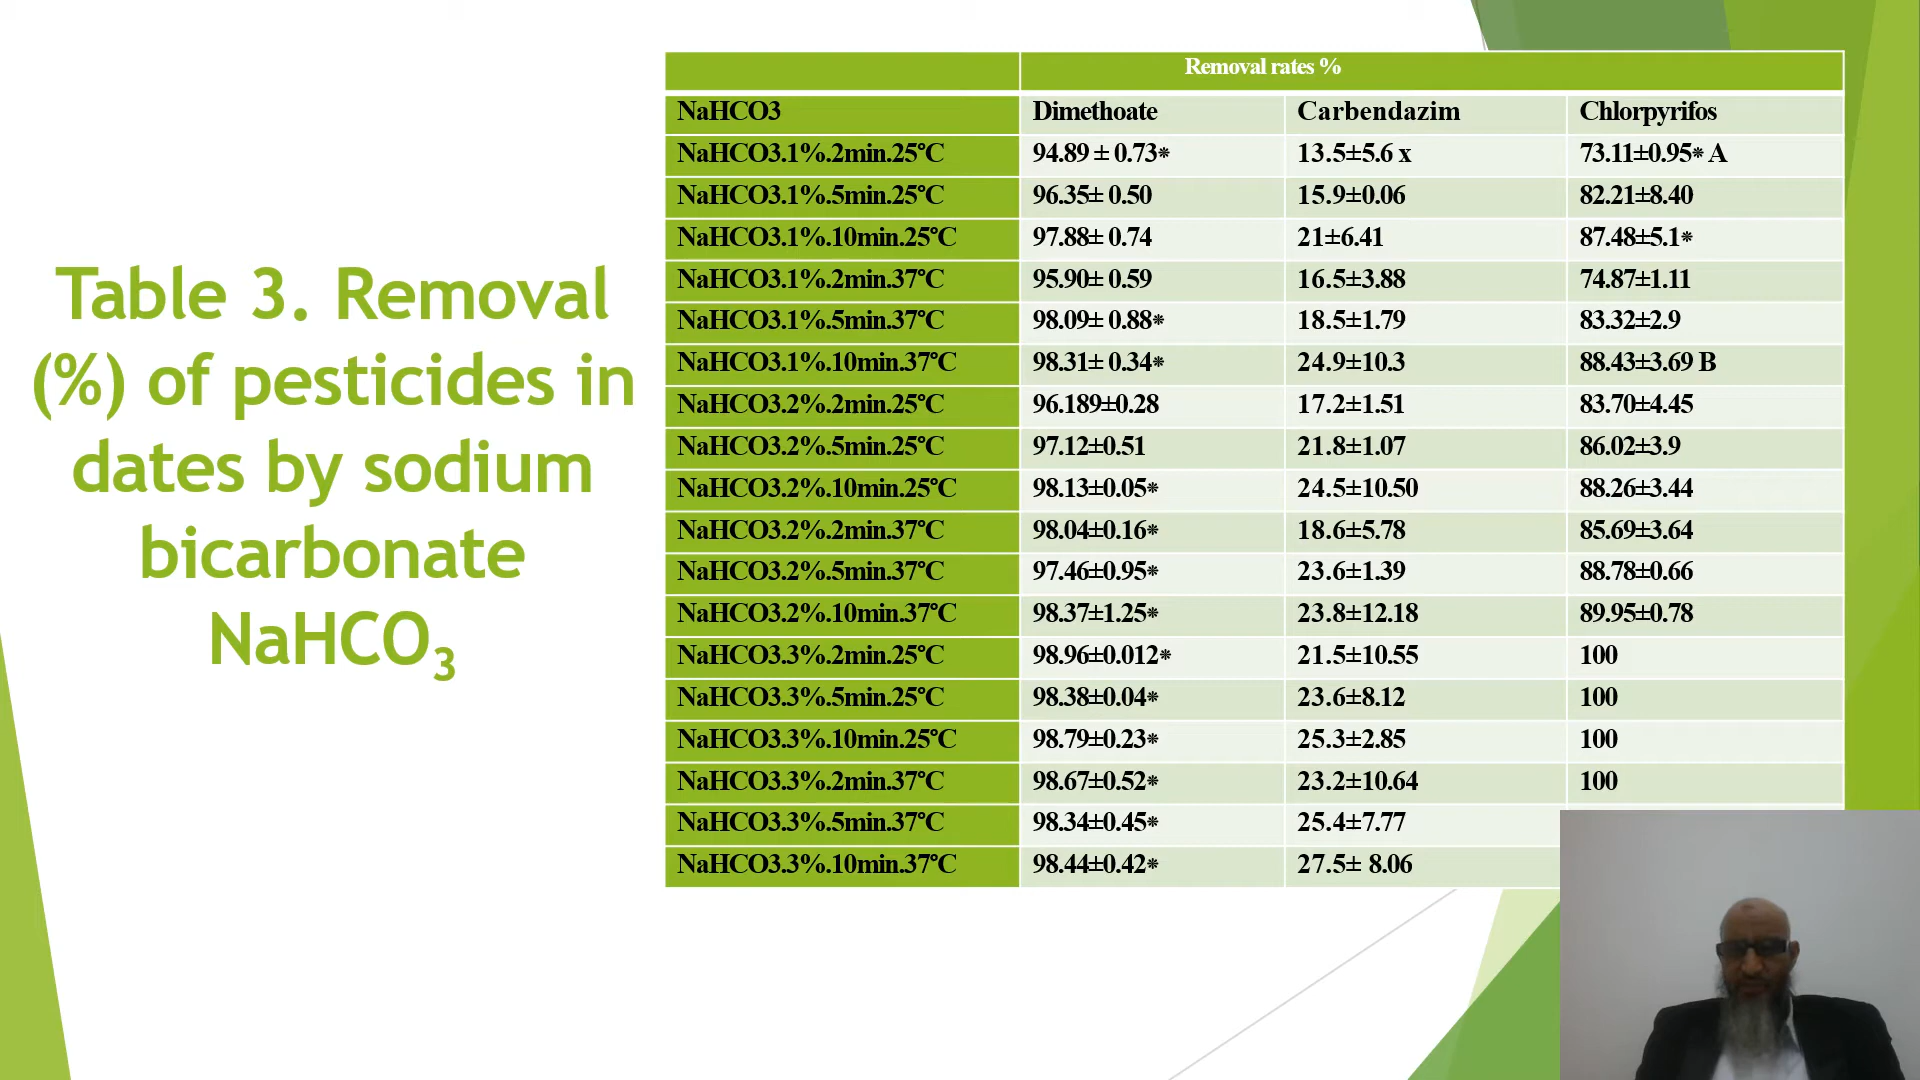 Table 3. Removal
(%) of pesticides in
dates by sodium
bicarbonate
NaHCO₃
Removal rates %
NaHCO3 Dimethoate Carbendazim Chlorpyrifos
NaHCO3.1%.2min.25°C 94.89 ± 0.73* 13.5±5.6 x 73.11±0.95* A
NaHCO3.1%.5min.25°C 96.35± 0.50 15.9±0.06 82.21±8.40
NaHCO3.1%.10min.25°C 97.88± 0.74 21±6.41 87.48±5.1*
NaHCO3.1%.2min.37°C 95.90± 0.59 16.5±3.88 74.87±1.11
NaHCO3.1%.5min.37°C 98.09± 0.88* 18.5±1.79 83.32±2.9
NaHCO3.1%.10min.37°C 98.31± 0.34* 24.9±10.3 88.43±3.69 B
NaHCO3.2%.2min.25°C 96.189±0.28 17.2±1.51 83.70±4.45
NaHCO3.2%.5min.25°C 97.12±0.51 21.8±1.07 86.02±3.9
NaHCO3.2%.10min.25°C 98.13±0.05* 24.5±10.50 88.26±3.44
NaHCO3.2%.2min.37°C 98.04±0.16* 18.6±5.78 85.69±3.64
NaHCO3.2%.5min.37°C 97.46±0.95* 23.6±1.39 88.78±0.66
NaHCO3.2%.10min.37°C 98.37±1.25* 23.8±12.18 89.95±0.78
NaHCO3.3%.2min.25°C 98.96±0.012* 21.5±10.55 100
NaHCO3.3%.5min.25°C 98.38±0.04* 23.6±8.12 100
NaHCO3.3%.10min.25°C 98.79±0.23* 25.3±2.85 100
NaHCO3.3%.2min.37°C 98.67±0.52* 23.2±10.64 100
NaHCO3.3%.5min.37°C 98.34±0.45* 25.4±7.77
NaHCO3.3%.10min.37°C 98.44±0.42* 27.5± 8.06